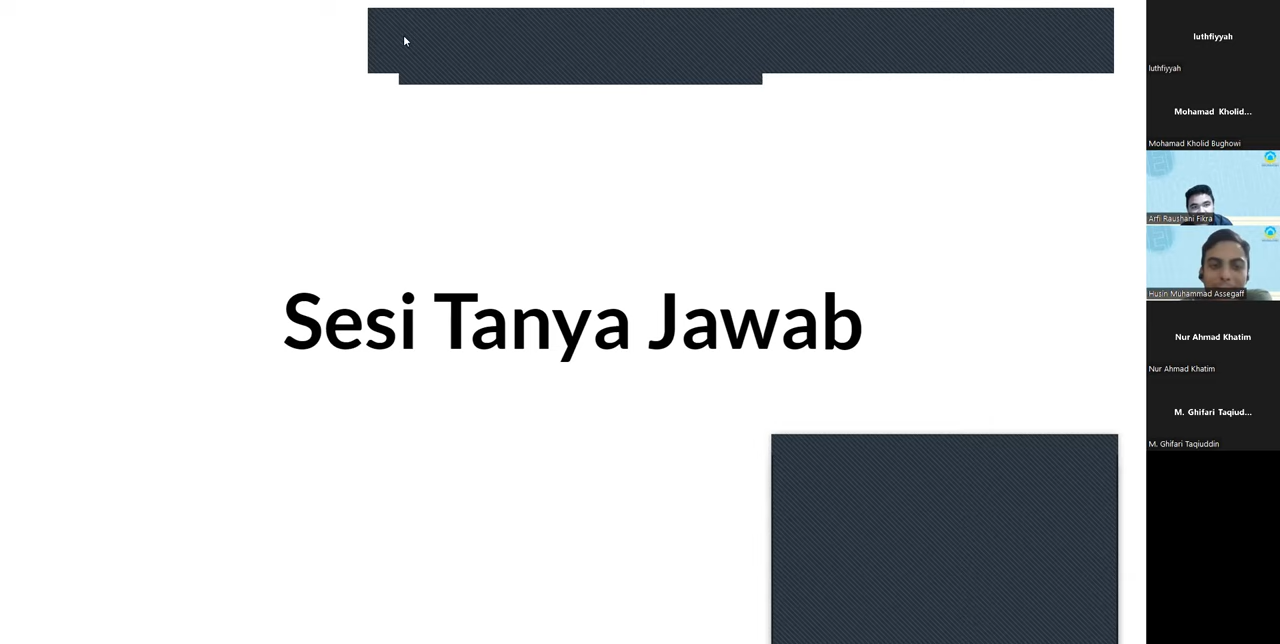 Sesi Tanya Jawab
luthfiyyah
luthfiyyah
Mohamad Kholid...
Mohamad Kholid Bughowi
Arfi Raushani Fikra
Husin Muhammad Assegaff
Nur Ahmad Khatim
Nur Ahmad Khatim
M. Ghifari Taqiud...
M. Ghifari Taqiuddin